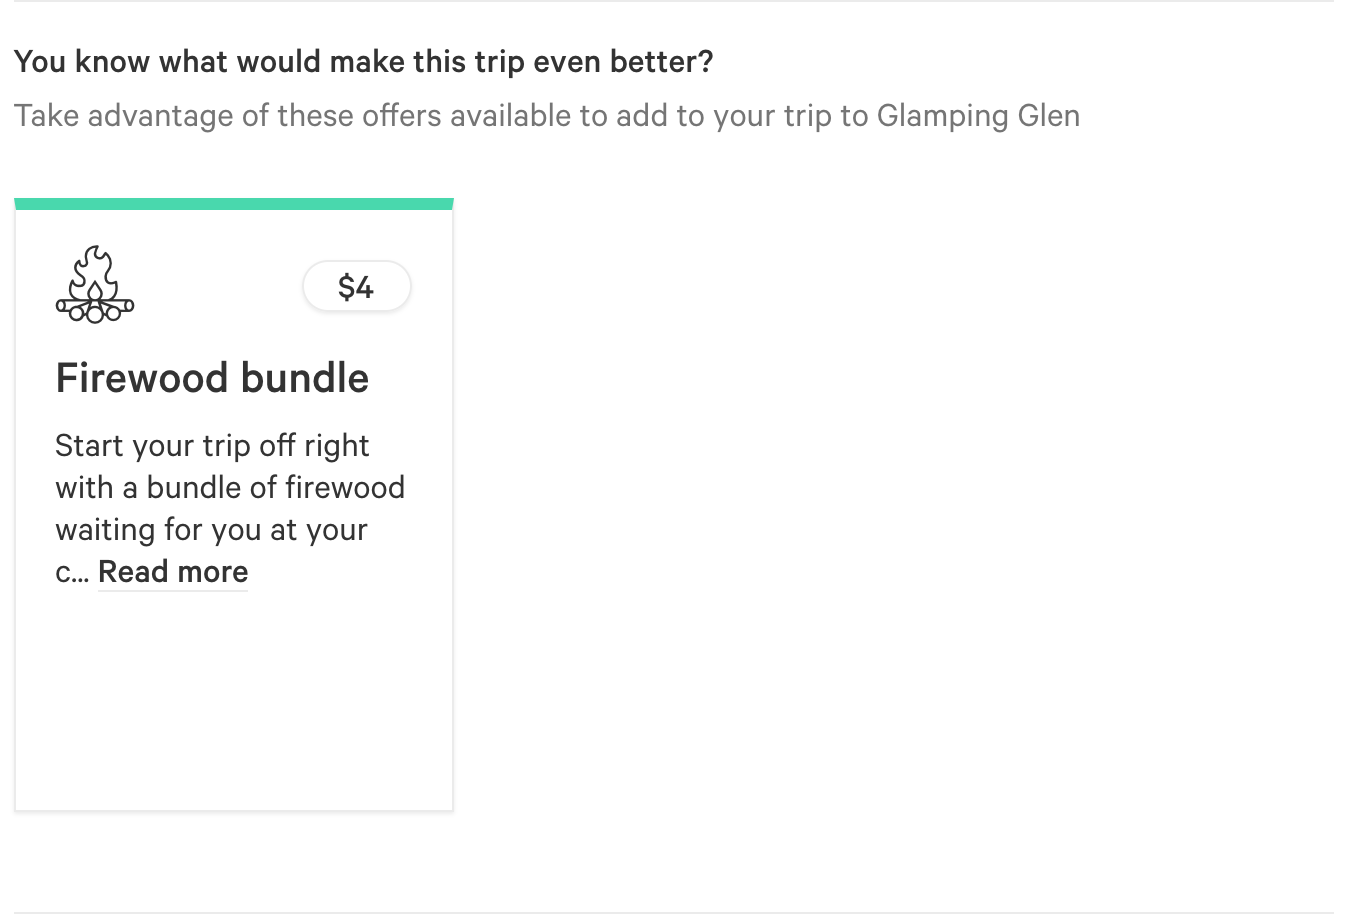 You know what would make this trip even better?
Take advantage of these offers available to add to your trip to Glamping Glen
$4
Firewood bundle
Start your trip off right
with a bundle of firewood
waiting for you at your
c... Read more